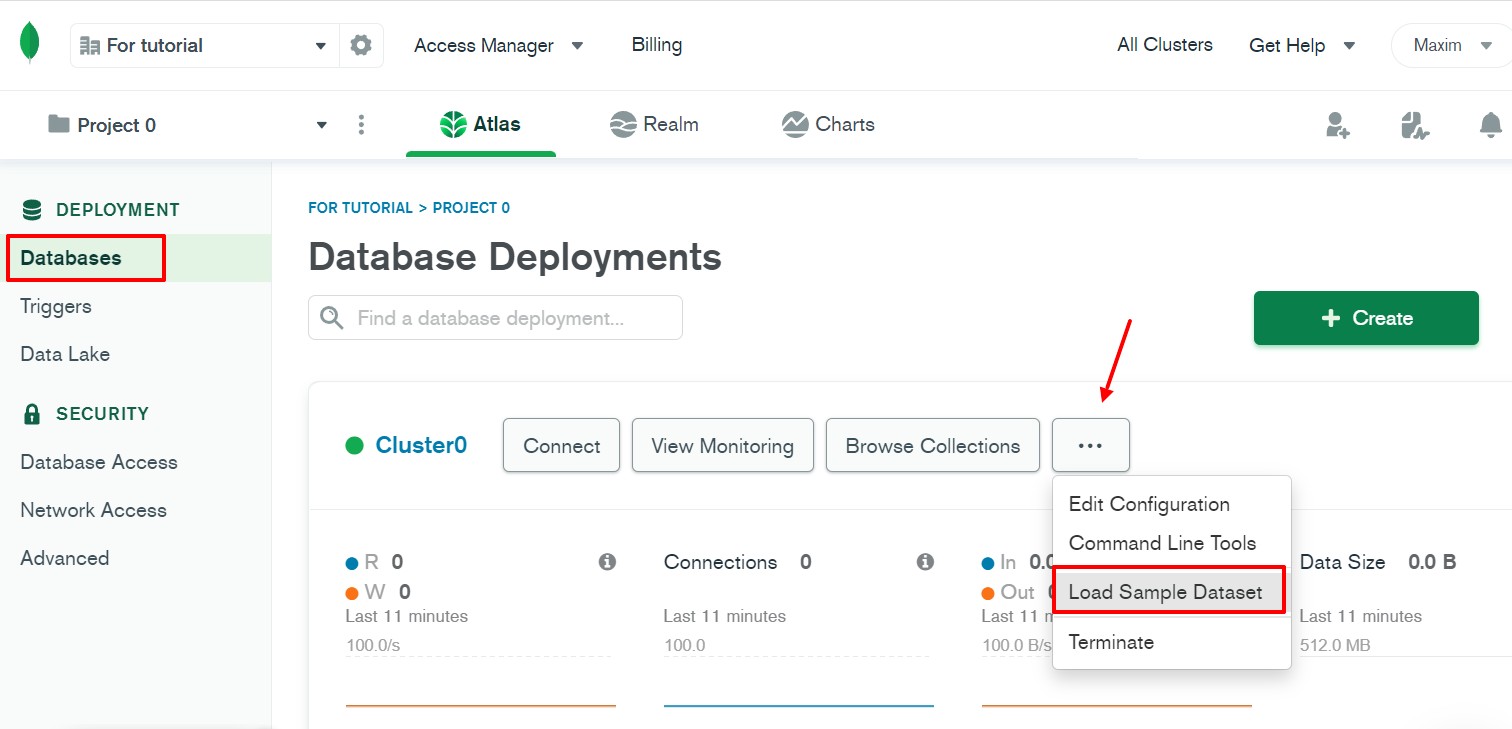 For tutorial Access Manager Billing All Clusters Get Help Maxim
Project 0 Atlas Realm Charts
DEPLOYMENT
Databases
Triggers
Data Lake
SECURITY
Database Access
Network Access
Advanced
FOR TUTORIAL > PROJECT 0
Database Deployments
Find a database deployment...
+ Create
Cluster0 Connect View Monitoring Browse Collections ...
Edit Configuration
Command Line Tools
Load Sample Dataset
Terminate
R 0
W 0
Last 11 minutes
100.0/s
Connections 0
Last 11 minutes
100.0
In 0.0
Out
Last 11
100.0 B/s
Data Size 0.0 B
Last 11 minutes
512.0 MB